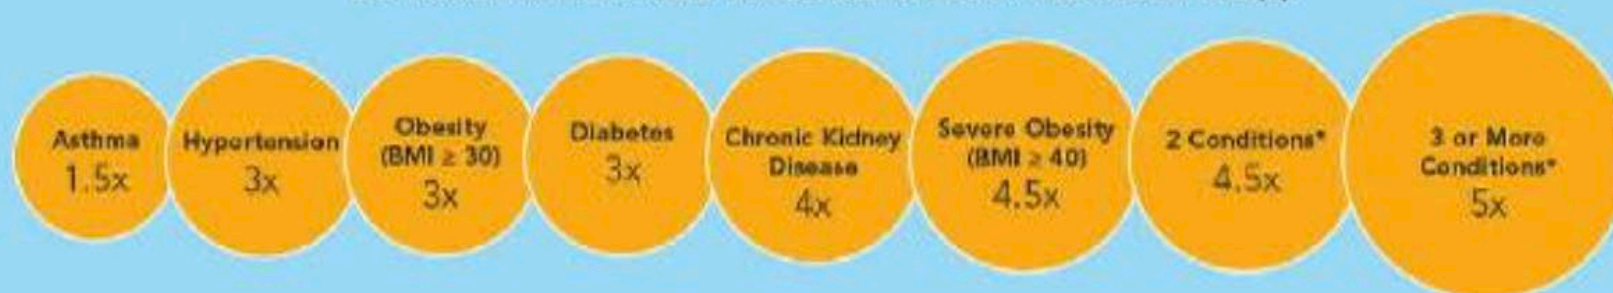 Asthma
1.5x
Hypertension
3x
Obesity
(BMI ≥ 30)
3x
Diabetes
3x
Chronic Kidney
Disease
4x
Severe Obesity
(BMI ≥ 40)
4.5x
2 Conditions*
4.5x
3 or More
Conditions*
5x